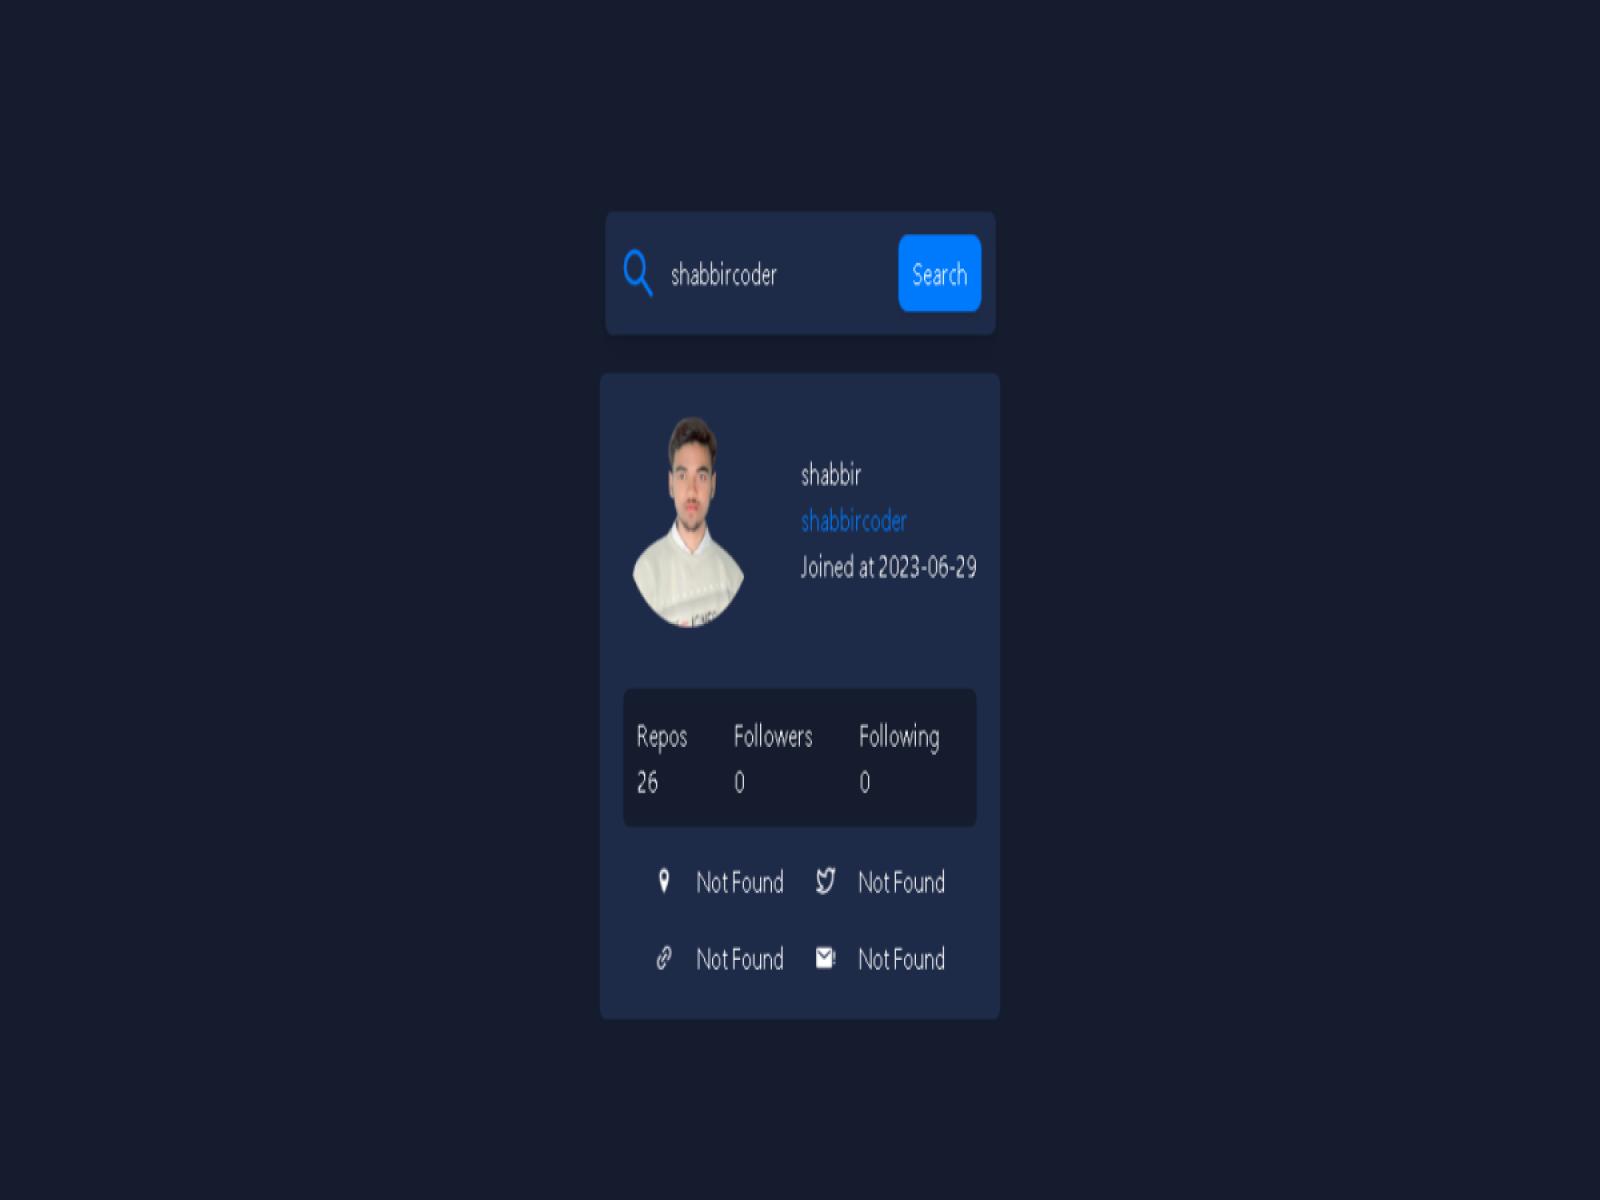 shabbircoder Search
shabbir
shabbircoder
Joined at 2023-06-29
Repos Followers Following
26 0 0
Not Found Not Found
Not Found Not Found